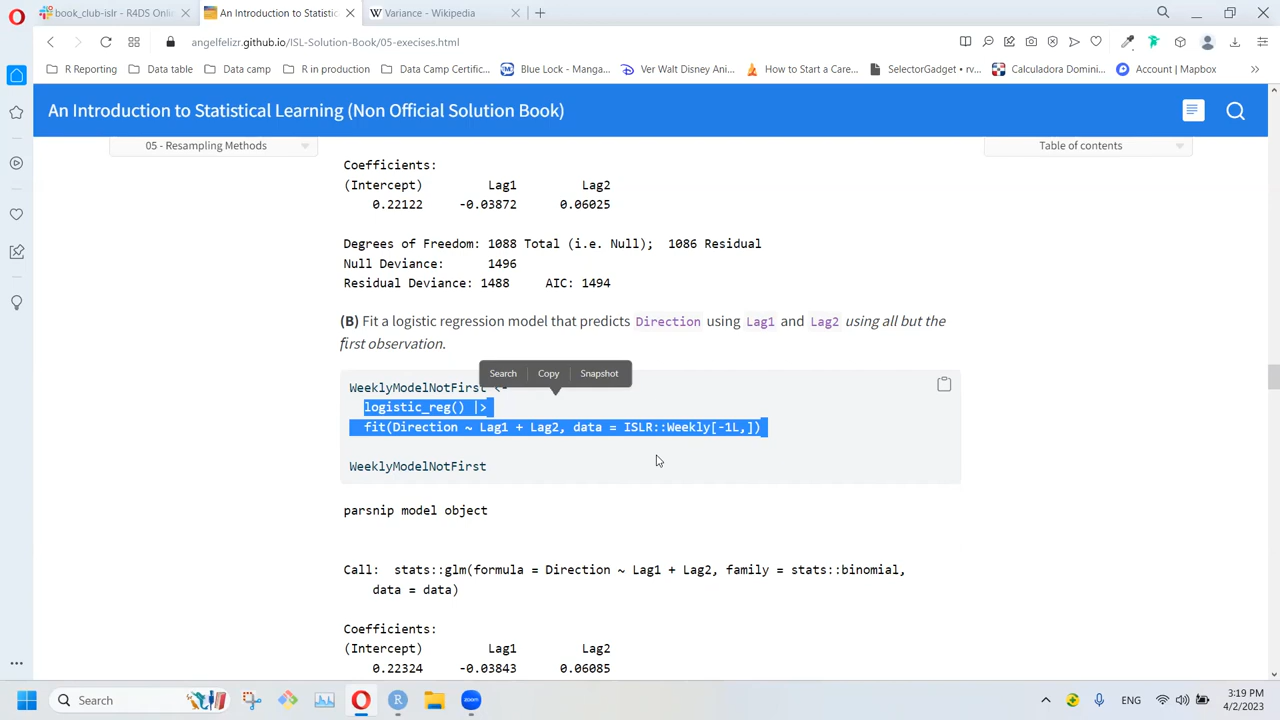 book_club-islr - R4DS Onlin
An Introduction to Statistic
Variance - Wikipedia
angelfelizr.github.io/ISL-Solution-Book/05-execises.html
R Reporting
Data table
Data camp
R in production
Data Camp Certific...
Blue Lock - Manga...
Ver Walt Disney Ani...
How to Start a Care...
SelectorGadget • rv...
Calculadora Domini...
Account | Mapbox
An Introduction to Statistical Learning (Non Official Solution Book)
05 - Resampling Methods
Table of contents
Coefficients:
(Intercept) Lag1 Lag2
0.22122 -0.03872 0.06025
Degrees of Freedom: 1088 Total (i.e. Null); 1086 Residual
Null Deviance: 1496
Residual Deviance: 1488 AIC: 1494
(B) Fit a logistic regression model that predicts Direction using Lag1 and Lag2 using all but the
first observation.
Search Copy Snapshot
WeeklyModelNotFirst <-
logistic_reg() |>
fit(Direction ~ Lag1 + Lag2, data = ISLR::Weekly[-1L,])
WeeklyModelNotFirst
parsnip model object
Call: stats::glm(formula = Direction ~ Lag1 + Lag2, family = stats::binomial,
data = data)
Coefficients:
(Intercept) Lag1 Lag2
0.22324 -0.03843 0.06085
Search
zoom
ENG
3:19 PM
4/2/2023